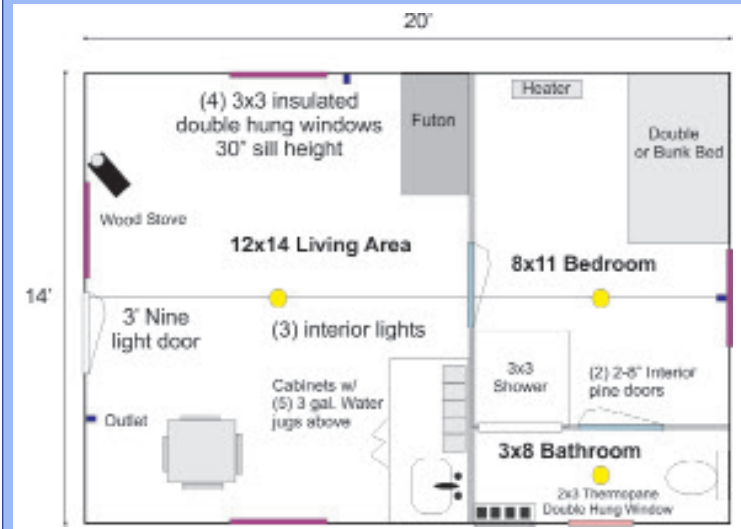 20'
(4) 3x3 insulated
double hung windows
30" sill height
Futon
Heater
Double
or Bunk Bed
Wood Stove
12x14 Living Area
8x11 Bedroom
14'
3' Nine
light door
(3) interior lights
Cabinets w/
(5) 3 gal. Water
jugs above
3x3
Shower
(2) 2-8" Interior
pine doors
Outlet
3x8 Bathroom
2x3 Thermopane
Double Hung Window